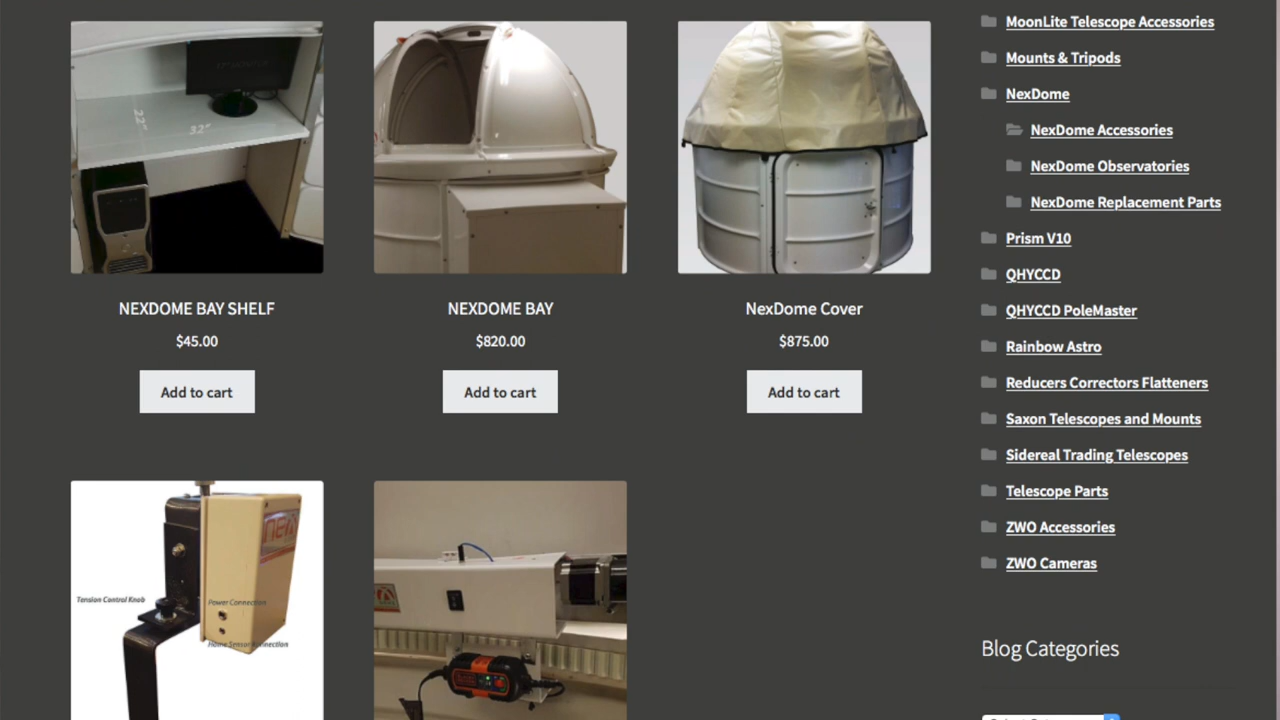 22"
32"
NEXDOME BAY SHELF
$45.00
Add to cart
NEXDOME BAY
$820.00
Add to cart
NexDome Cover
$875.00
Add to cart
Tension Control Knob
Power Connection
Home Sensor Connection
MoonLite Telescope Accessories
Mounts & Tripods
NexDome
NexDome Accessories
NexDome Observatories
NexDome Replacement Parts
Prism V10
QHYCCD
QHYCCD PoleMaster
Rainbow Astro
Reducers Correctors Flatteners
Saxon Telescopes and Mounts
Sidereal Trading Telescopes
Telescope Parts
ZWO Accessories
ZWO Cameras
Blog Categories